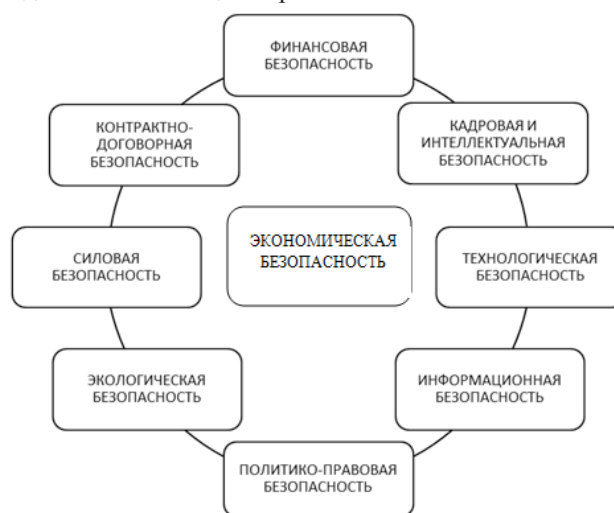 ФИНАНСОВАЯ
БЕЗОПАСНОСТЬ
КОНТРАКТНО-
ДОГОВОРНАЯ
БЕЗОПАСНОСТЬ
КАДРОВАЯ И
ИНТЕЛЛЕКТУАЛЬНАЯ
БЕЗОПАСНОСТЬ
ЭКОНОМИЧЕСКАЯ
БЕЗОПАСНОСТЬ
СИЛОВАЯ
БЕЗОПАСНОСТЬ
ТЕХНОЛОГИЧЕСКАЯ
БЕЗОПАСНОСТЬ
ЭКОЛОГИЧЕСКАЯ
БЕЗОПАСНОСТЬ
ИНФОРМАЦИОННАЯ
БЕЗОПАСНОСТЬ
ПОЛИТИКО-ПРАВОВАЯ
БЕЗОПАСНОСТЬ